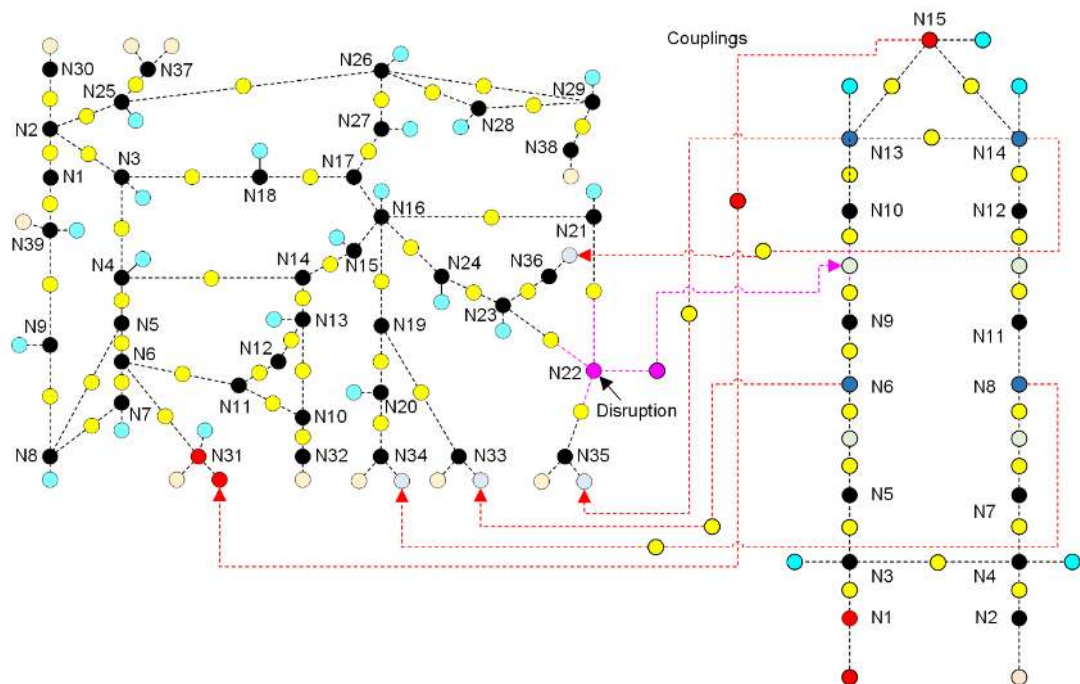 N15
Couplings
N30
N37
N26
N25
N29
N2
N28
N27
N38
N3
N17
N13
N14
N1
N18
N16
N10
N12
N39
N21
N15
N4
N14
N24
N36
N5
N13
N23
N19
N9
N11
N9
N6
N12
N22
N6
N8
N11
N20
Disruption
N7
N10
N8
N31
N32
N34
N33
N35
N5
N7
N3
N4
N1
N2